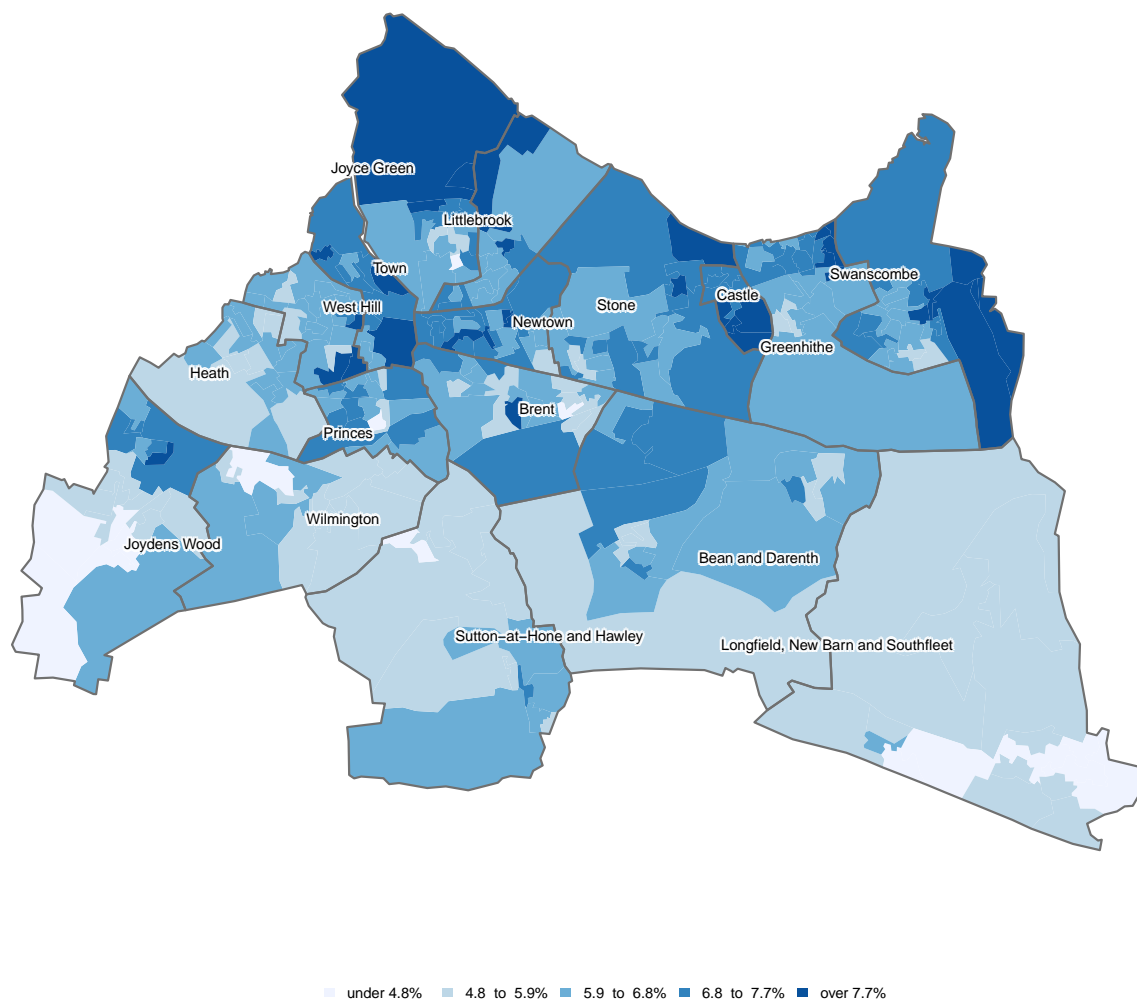 Joyce Green
Littlebrook
Town
Swanscombe
Castle
West Hill
Stone
Newtown
Greenhithe
Heath
Brent
Princes
Wilmington
Joydens Wood
Bean and Darenth
Sutton−at−Hone and Hawley
Longfield, New Barn and Southfleet
under 4.8% 4.8 to 5.9% 5.9 to 6.8% 6.8 to 7.7% over 7.7%